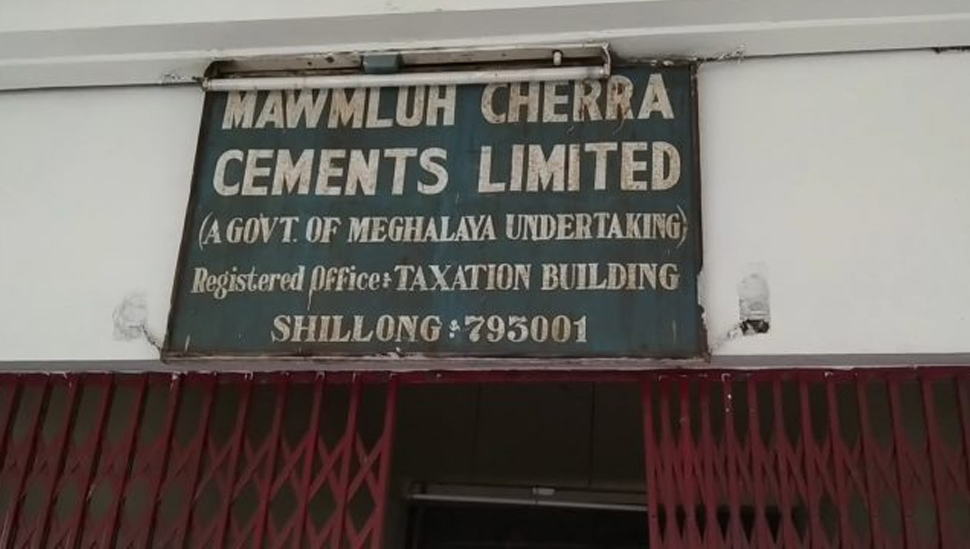 MAWMLUH CHERRA
CEMENTS LIMITED
(A GOVT. OF MEGHALAYA UNDERTAKING)
Registered Office: TAXATION BUILDING
SHILLONG: 793001